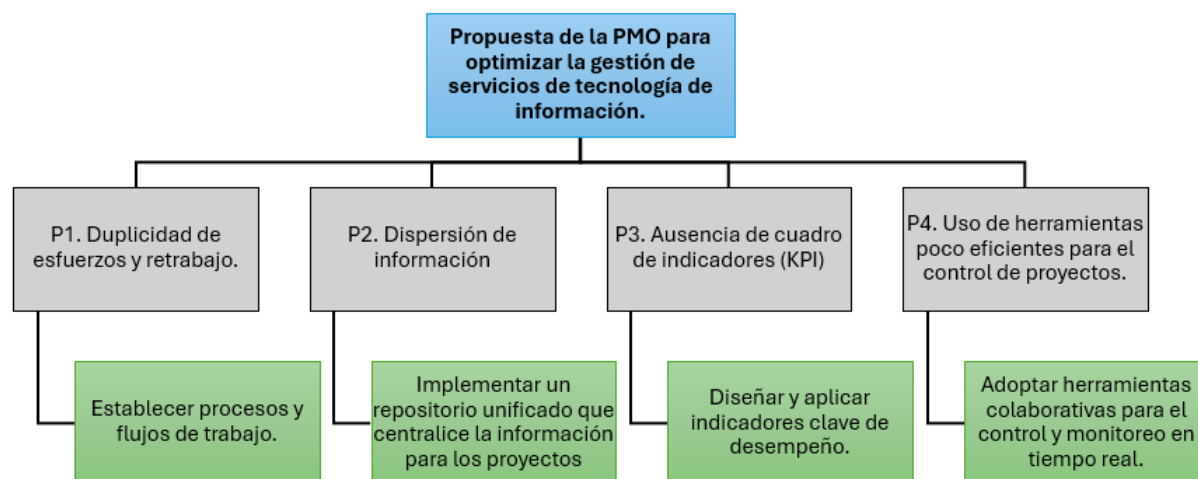 Propuesta de la PMO para
optimizar la gestión de
servicios de tecnología de
información.
P1. Duplicidad de
esfuerzos y retrabajo.
P2. Dispersión de
información
P3. Ausencia de cuadro
de indicadores (KPI)
P4. Uso de herramientas
poco eficientes para el
control de proyectos.
Establecer procesos y
flujos de trabajo.
Implementar un
repositorio unificado que
centralice la información
para los proyectos
Diseñar y aplicar
indicadores clave de
desempeño.
Adoptar herramientas
colaborativas para el
control y monitoreo en
tiempo real.